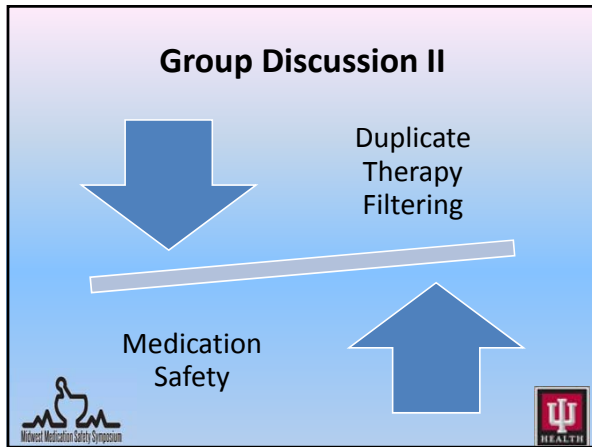 Group Discussion II
Duplicate
Therapy
Filtering
Medication
Safety
Midwest Medication Safety Symposium
HEALTH